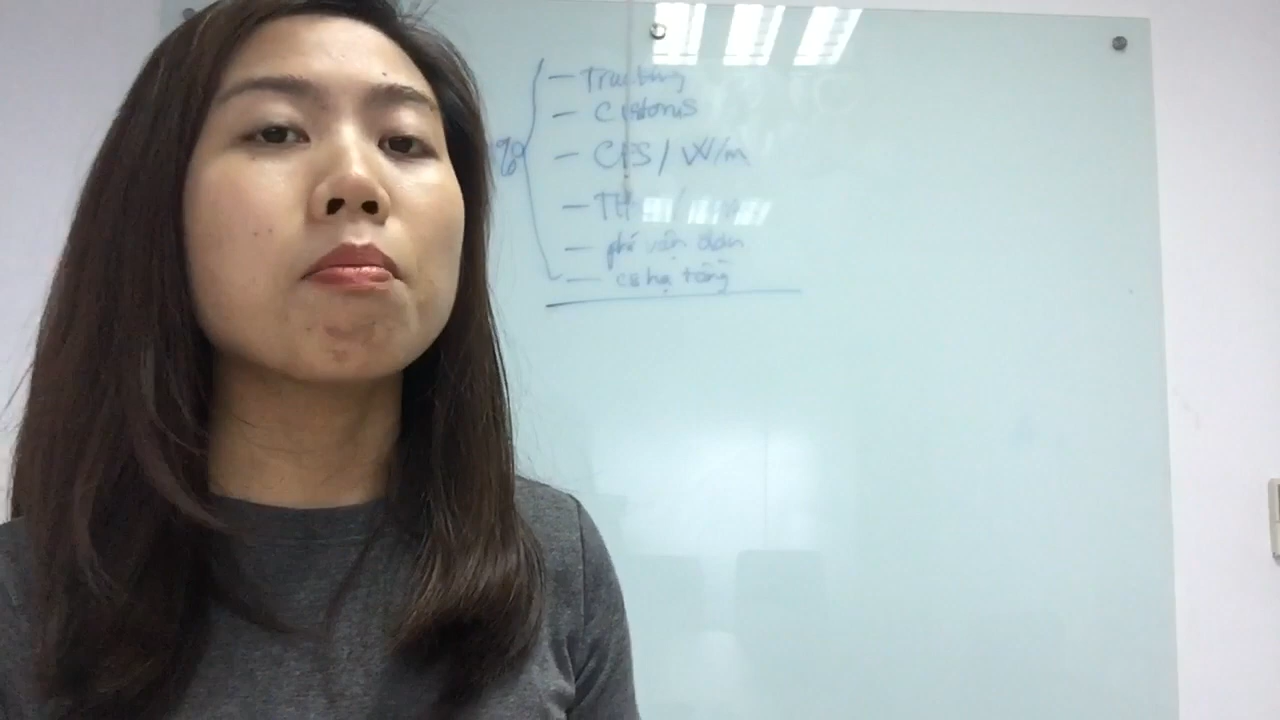 %
— Trucking
— Customs
— CFS / W/m
— TH /
— phí vận đơn
— cs hạ tầng